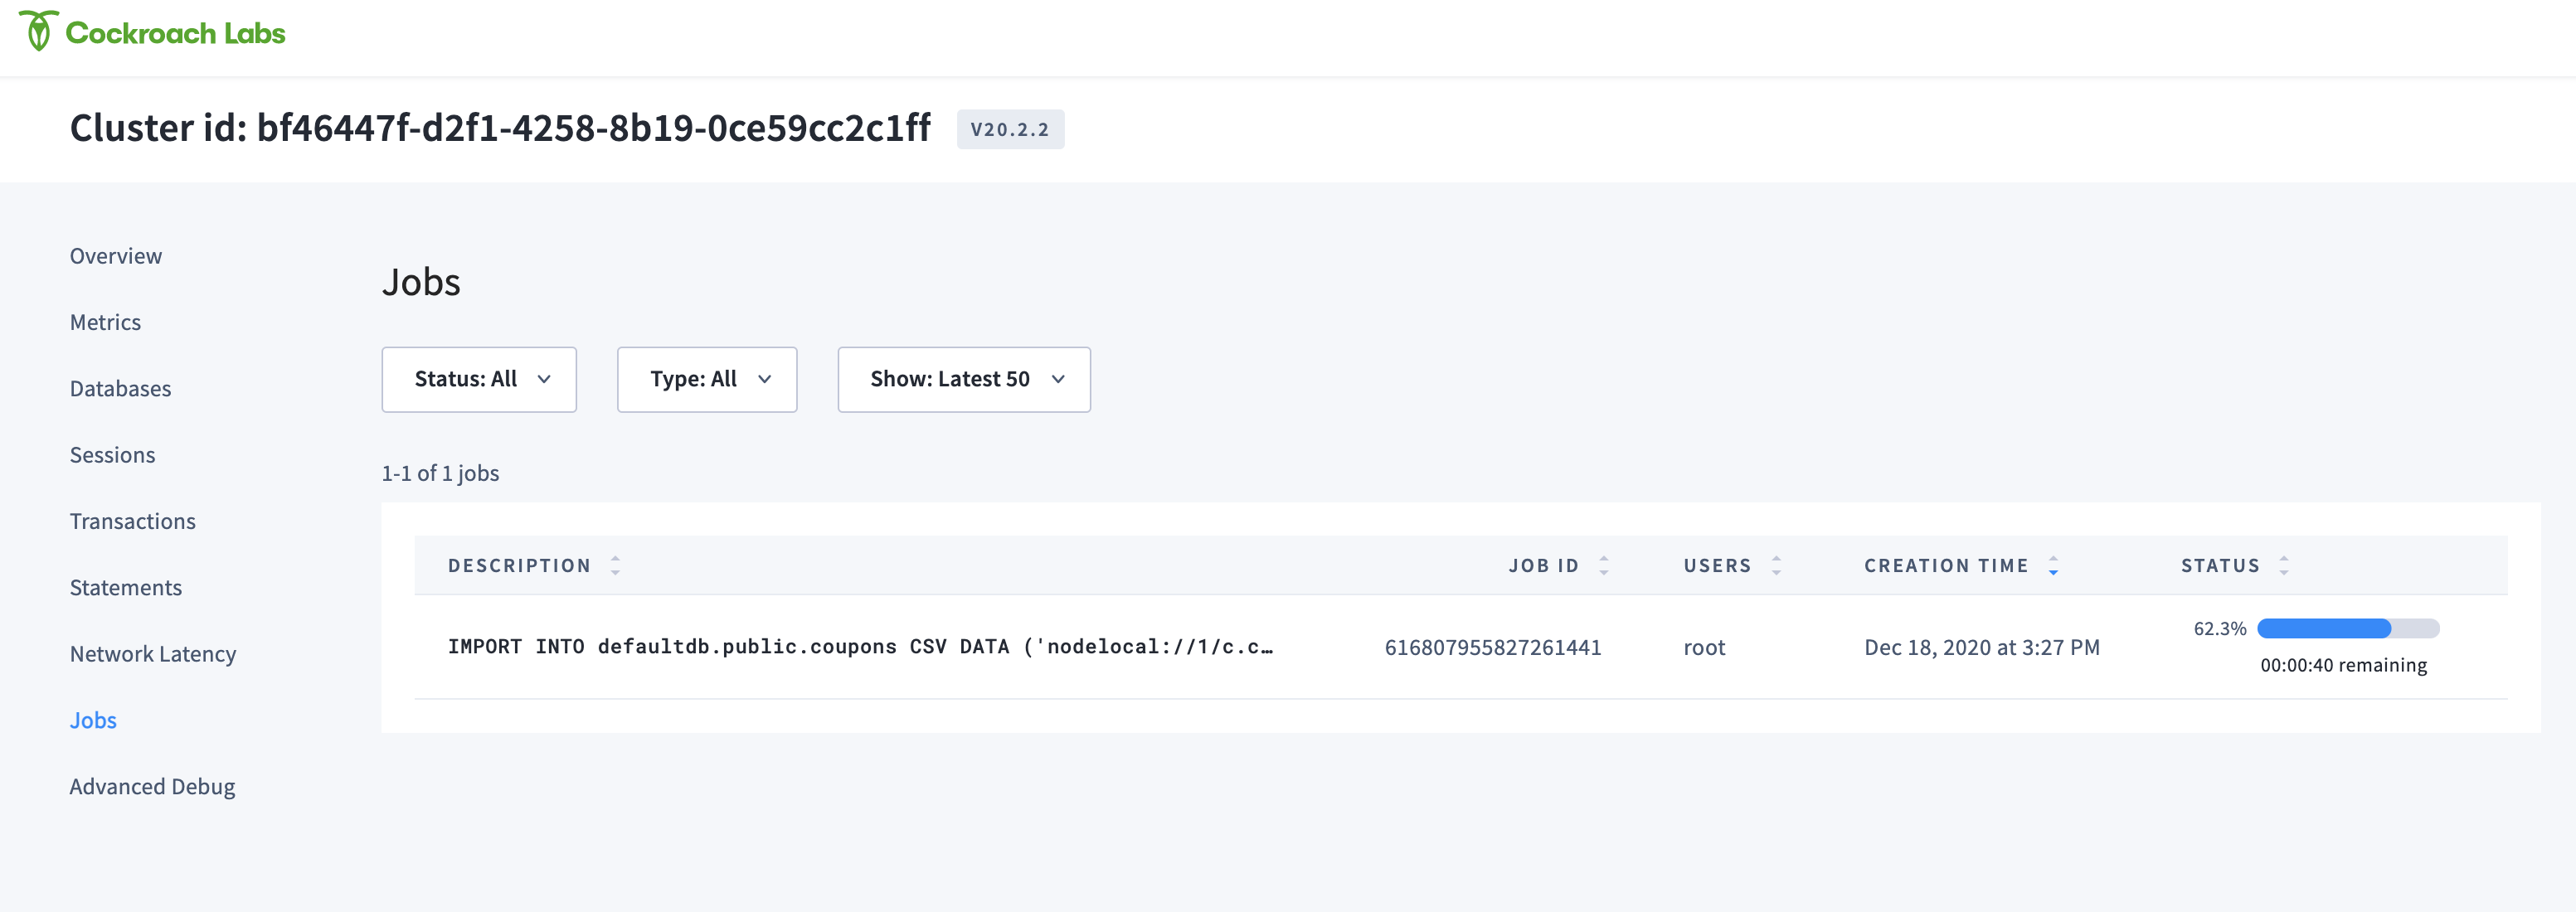 Cockroach Labs
Cluster id: bf46447f-d2f1-4258-8b19-0ce59cc2c1ff V20.2.2
Overview
Metrics
Databases
Sessions
Transactions
Statements
Network Latency
Jobs
Advanced Debug
Jobs
Status: All Type: All Show: Latest 50
1-1 of 1 jobs
DESCRIPTION JOB ID USERS CREATION TIME STATUS
IMPORT INTO defaultdb.public.coupons CSV DATA ('nodelocal://1/c.c… 616807955827261441 root Dec 18, 2020 at 3:27 PM 62.3%
00:00:40 remaining